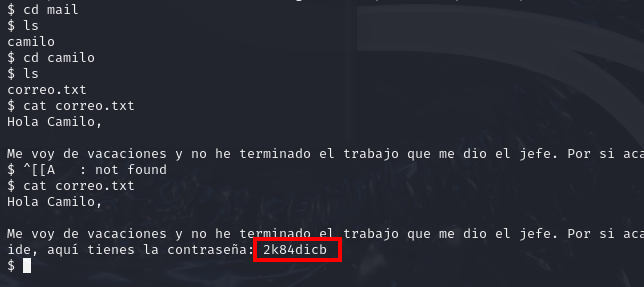 $ cd mail
$ ls
camilo
$ cd camilo
$ ls
correo.txt
$ cat correo.txt
Hola Camilo,
Me voy de vacaciones y no he terminado el trabajo que me dio el jefe. Por si aca
$ ^[[A   : not found
$ cat correo.txt
Hola Camilo,
Me voy de vacaciones y no he terminado el trabajo que me dio el jefe. Por si aca
ide, aquí tienes la contraseña: 2k84dicb
$